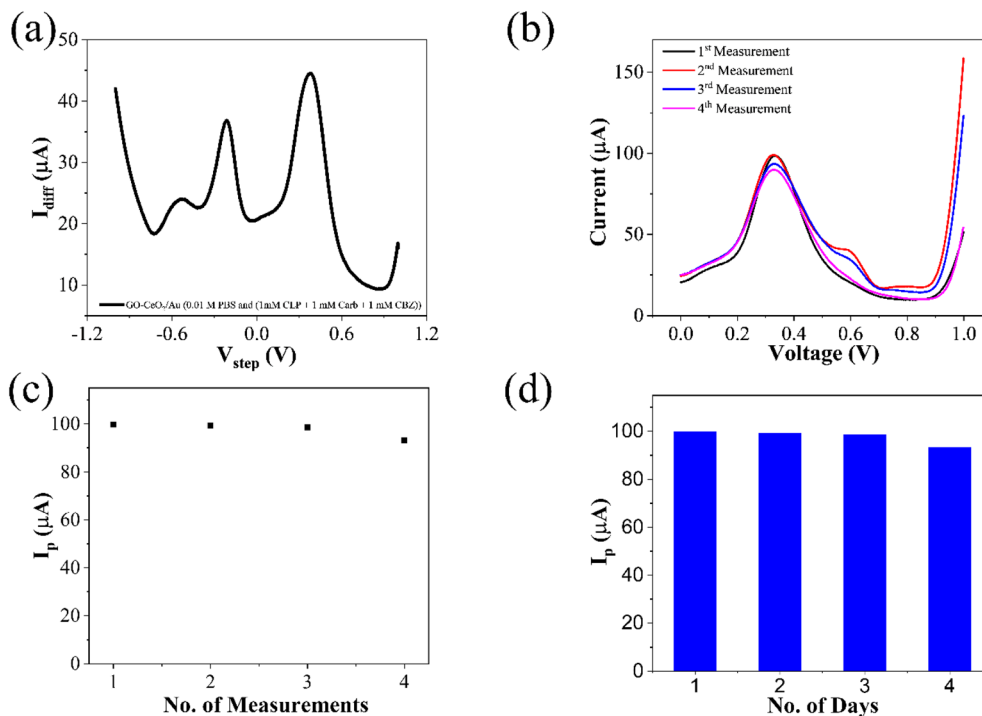 (a)
50
40
30
20
10
I_diff (µA)
GO-CeO₂/Au (0.01 M PBS and (1mM CLP + 1 mM Carb + 1 mM CBZ))
-1.2 -0.6 0.0 0.6 1.2
V_step (V)
(b)
1st Measurement
2nd Measurement
3rd Measurement
4th Measurement
150
100
50
0
Current (µA)
0.0 0.2 0.4 0.6 0.8 1.0
Voltage (V)
(c)
100
80
60
40
20
0
I_p (µA)
1 2 3 4
No. of Measurements
(d)
100
80
60
40
20
0
I_p (µA)
1 2 3 4
No. of Days